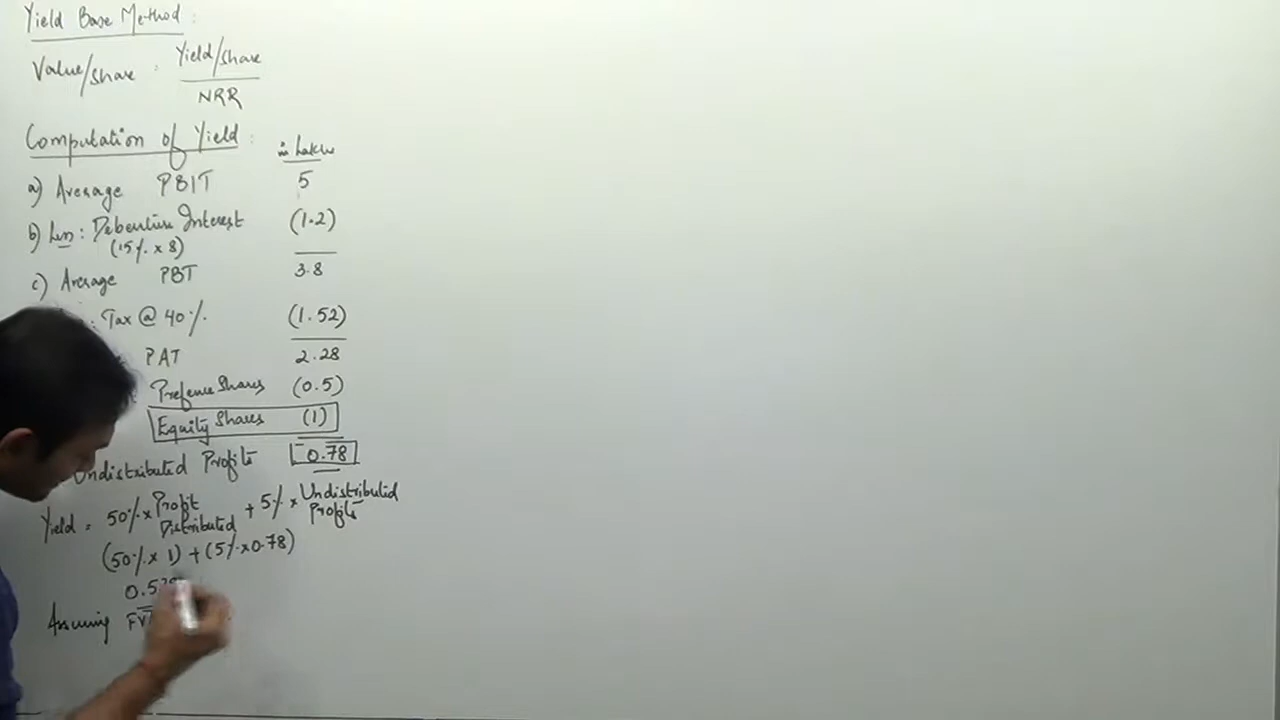 Yield Base Method :
Value/share = Yield/share
NRR
Computation of Yield :
in Lakhs
a) Average PBIT 5
b) Less : Debenture Interest (1.2)
(15% x 8)
c) Average PBT 3.8
: Tax @ 40% (1.52)
PAT 2.28
Prefence Shares (0.5)
Equity Shares (1)
Undistributed Profits 0.78
Yield = 50% x Profit Distributed + 5% x Undistributed Profits
(50% x 1) + (5% x 0.78)
Assuming